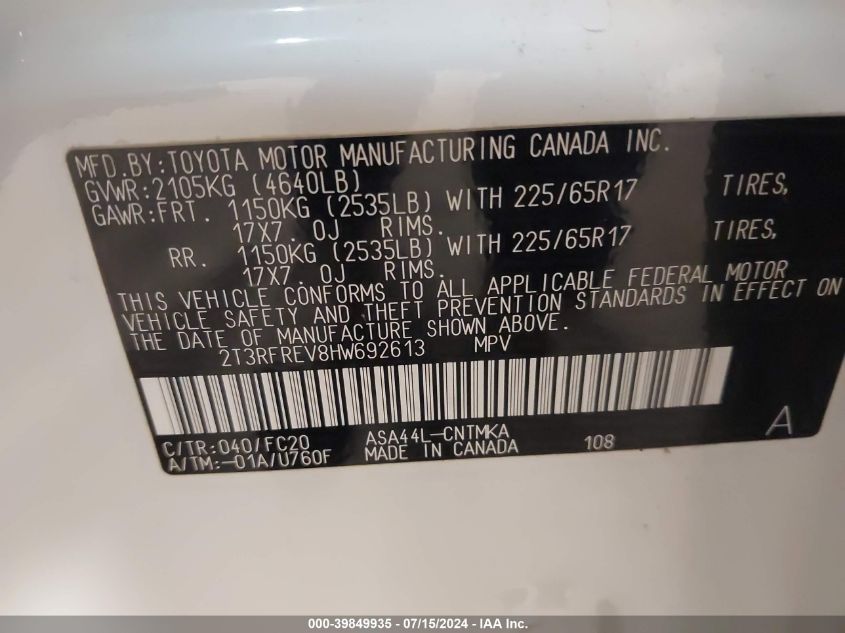 MFD.BY:TOYOTA MOTOR MANUFACTURING CANADA INC.
GVWR:2105KG (4640LB)
GAWR:FRT. 1150KG (2535LB) WITH 225/65R17 TIRES,
17X7.0J RIMS.
RR. 1150KG (2535LB) WITH 225/65R17 TIRES,
17X7.0J RIMS.
THIS VEHICLE CONFORMS TO ALL APPLICABLE FEDERAL MOTOR
VEHICLE SAFETY AND THEFT PREVENTION STANDARDS IN EFFECT ON
THE DATE OF MANUFACTURE SHOWN ABOVE.
2T3RFREV8HW692613 MPV
C/TR:040/FC20 ASA44L-CNTMKA 108 A
A/TM:-01A/U760F MADE IN CANADA
000-39849935 - 07/15/2024 - IAA Inc.